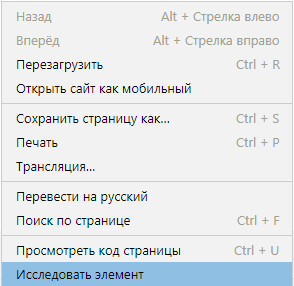 Назад Alt + Стрелка влево
Вперёд Alt + Стрелка вправо
Перезагрузить Ctrl + R
Открыть сайт как мобильный
Сохранить страницу как... Ctrl + S
Печать Ctrl + P
Трансляция...
Перевести на русский
Поиск по странице Ctrl + F
Просмотреть код страницы Ctrl + U
Исследовать элемент